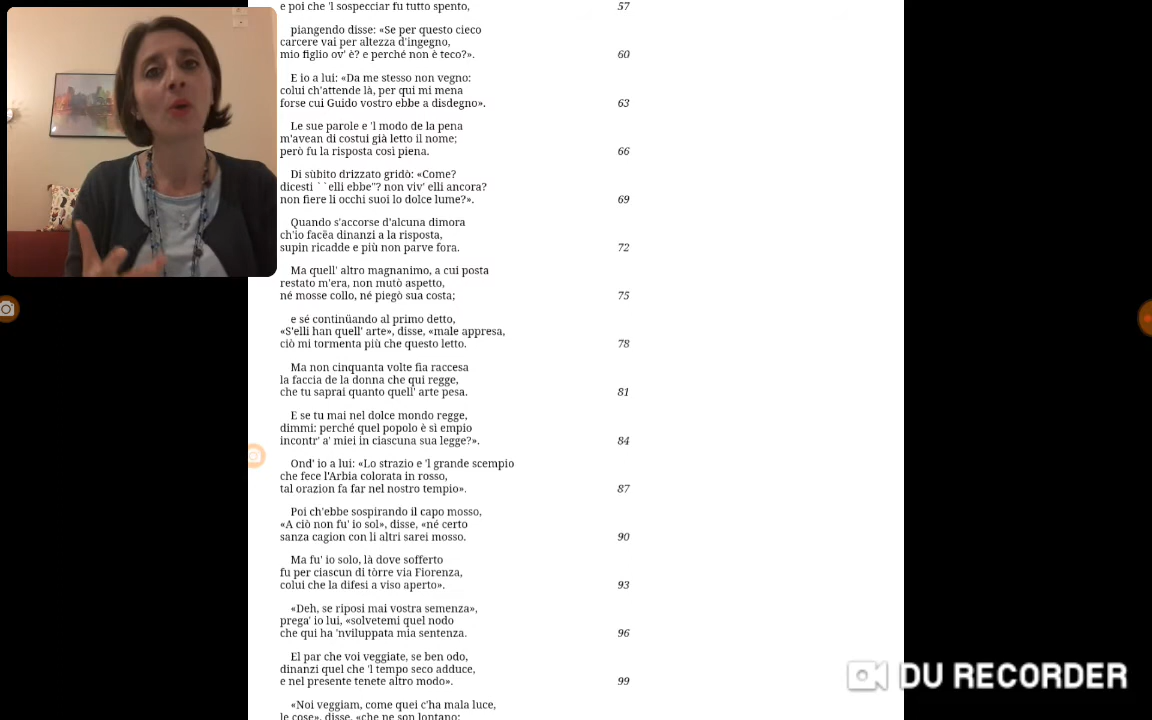 e poi che 'l sospecciar fu tutto spento,
57
piangendo disse: «Se per questo cieco
carcere vai per altezza d'ingegno,
mio figlio ov' è? e perché non è teco?».
60
E io a lui: «Da me stesso non vegno:
colui ch'attende là, per qui mi mena
forse cui Guido vostro ebbe a disdegno».
63
Le sue parole e 'l modo de la pena
m'avean di costui già letto il nome;
però fu la risposta così piena.
66
Di sùbito drizzato gridò: «Come?
dicesti ``elli ebbe"? non viv' elli ancora?
non fiere li occhi suoi lo dolce lume?».
69
Quando s'accorse d'alcuna dimora
ch'io facëa dinanzi a la risposta,
supin ricadde e più non parve fora.
72
Ma quell' altro magnanimo, a cui posta
restato m'era, non mutò aspetto,
né mosse collo, né piegò sua costa;
75
e sé continüando al primo detto,
«S'elli han quell' arte», disse, «male appresa,
ciò mi tormenta più che questo letto.
78
Ma non cinquanta volte fia raccesa
la faccia de la donna che qui regge,
che tu saprai quanto quell' arte pesa.
81
E se tu mai nel dolce mondo regge,
dimmi: perché quel popolo è sì empio
incontr' a' miei in ciascuna sua legge?».
84
Ond' io a lui: «Lo strazio e 'l grande scempio
che fece l'Arbia colorata in rosso,
tal orazion fa far nel nostro tempio».
87
Poi ch'ebbe sospirando il capo mosso,
«A ciò non fu' io sol», disse, «né certo
sanza cagion con li altri sarei mosso.
90
Ma fu' io solo, là dove sofferto
fu per ciascun di tòrre via Fiorenza,
colui che la difesi a viso aperto».
93
«Deh, se riposi mai vostra semenza»,
prega' io lui, «solvetemi quel nodo
che qui ha 'nviluppata mia sentenza.
96
El par che voi veggiate, se ben odo,
dinanzi quel che 'l tempo seco adduce,
e nel presente tenete altro modo».
99
«Noi veggiam, come quei c'ha mala luce,
le cose», disse, «che ne son lontano;
DU RECORDER